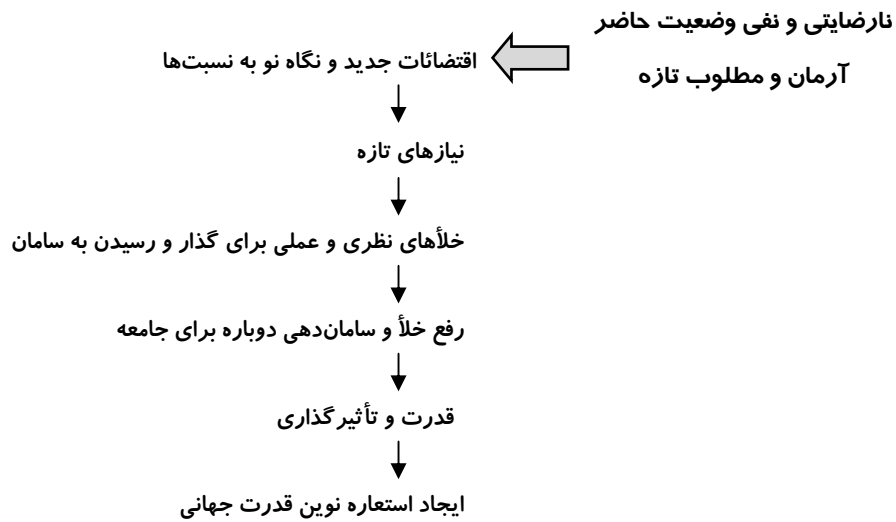 نارضایتی و نفی وضعیت حاضر
آرمان و مطلوب تازه
اقتضائات جدید و نگاه نو به نسبت‌ها
نیازهای تازه
خلأهای نظری و عملی برای گذار و رسیدن به سامان
رفع خلأ و سامان‌دهی دوباره برای جامعه
قدرت و تأثیرگذاری
ایجاد استعاره نوین قدرت جهانی